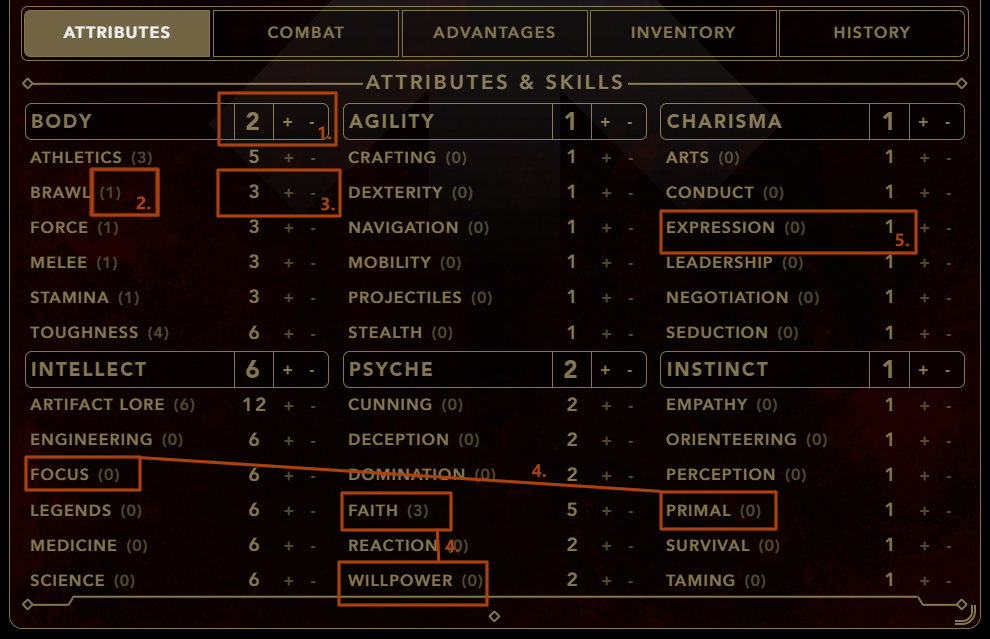 ATTRIBUTES COMBAT ADVANTAGES INVENTORY HISTORY
ATTRIBUTES & SKILLS
BODY 2 + - 1. AGILITY 1 + - CHARISMA 1 + -
ATHLETICS (3) 5 + - CRAFTING (0) 1 + - ARTS (0) 1 + -
BRAWL (1) 2. 3 + - 3. DEXTERITY (0) 1 + - CONDUCT (0) 1 + -
FORCE (1) 3 + - NAVIGATION (0) 1 + - EXPRESSION (0) 1 5. + -
MELEE (1) 3 + - MOBILITY (0) 1 + - LEADERSHIP (0) 1 + -
STAMINA (1) 3 + - PROJECTILES (0) 1 + - NEGOTIATION (0) 1 + -
TOUGHNESS (4) 6 + - STEALTH (0) 1 + - SEDUCTION (0) 1 + -
INTELLECT 6 + - PSYCHE 2 + - INSTINCT 1 + -
ARTIFACT LORE (6) 12 + - CUNNING (0) 2 + - EMPATHY (0) 1 + -
ENGINEERING (0) 6 + - DECEPTION (0) 2 + - ORIENTEERING (0) 1 + -
FOCUS (0) 6 + - DOMINATION (0) 4. 2 + - PERCEPTION (0) 1 + -
LEGENDS (0) 6 + - FAITH (3) 5 + - PRIMAL (0) 1 + -
MEDICINE (0) 6 + - REACTION (0) 4. 2 + - SURVIVAL (0) 1 + -
SCIENCE (0) 6 + - WILLPOWER (0) 2 + - TAMING (0) 1 + -